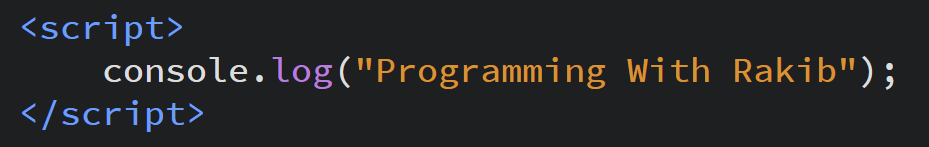 <script>
console.log("Programming With Rakib");
</script>